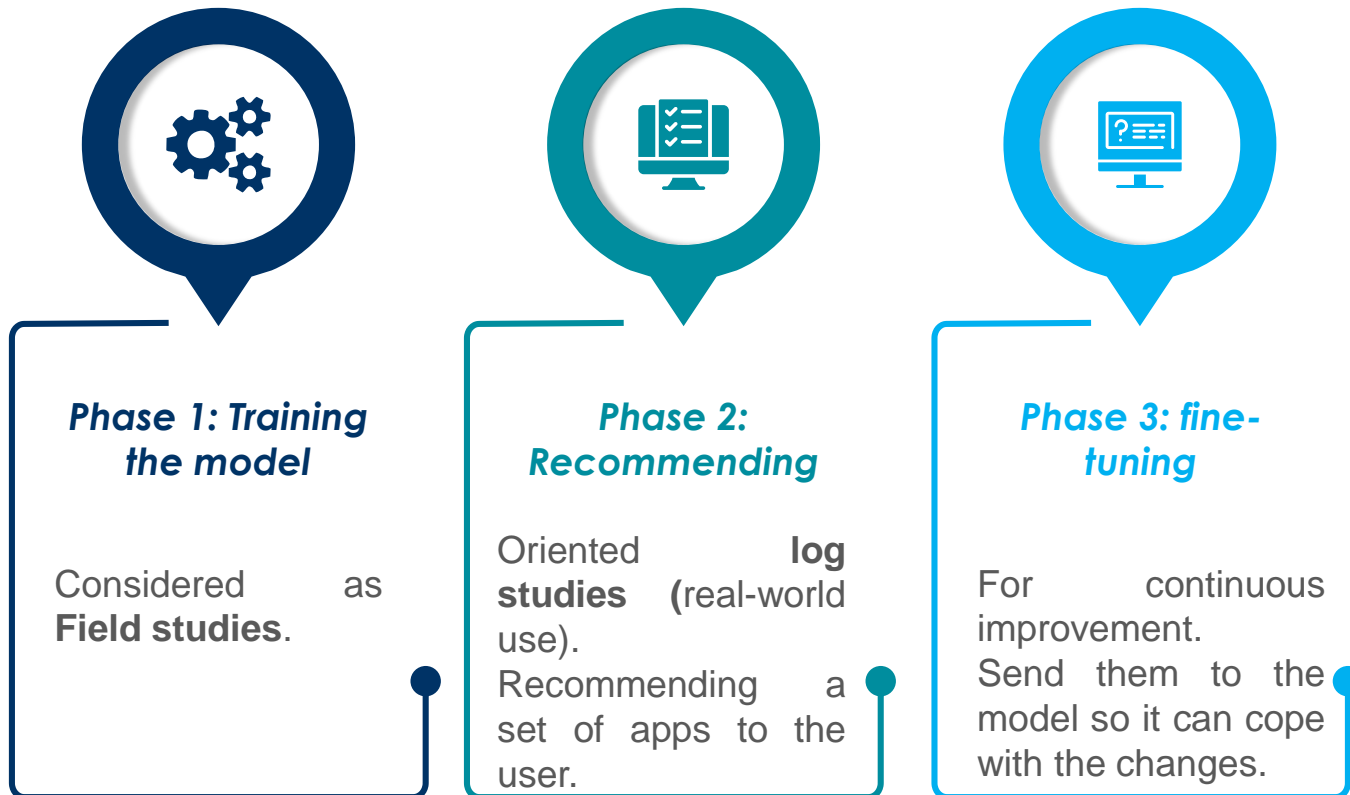 Phase 1: Training
the model
Considered as
Field studies.
Phase 2:
Recommending
Oriented log
studies (real-world
use).
Recommending a
set of apps to the
user.
Phase 3: fine-
tuning
For continuous
improvement.
Send them to the
model so it can cope
with the changes.
?